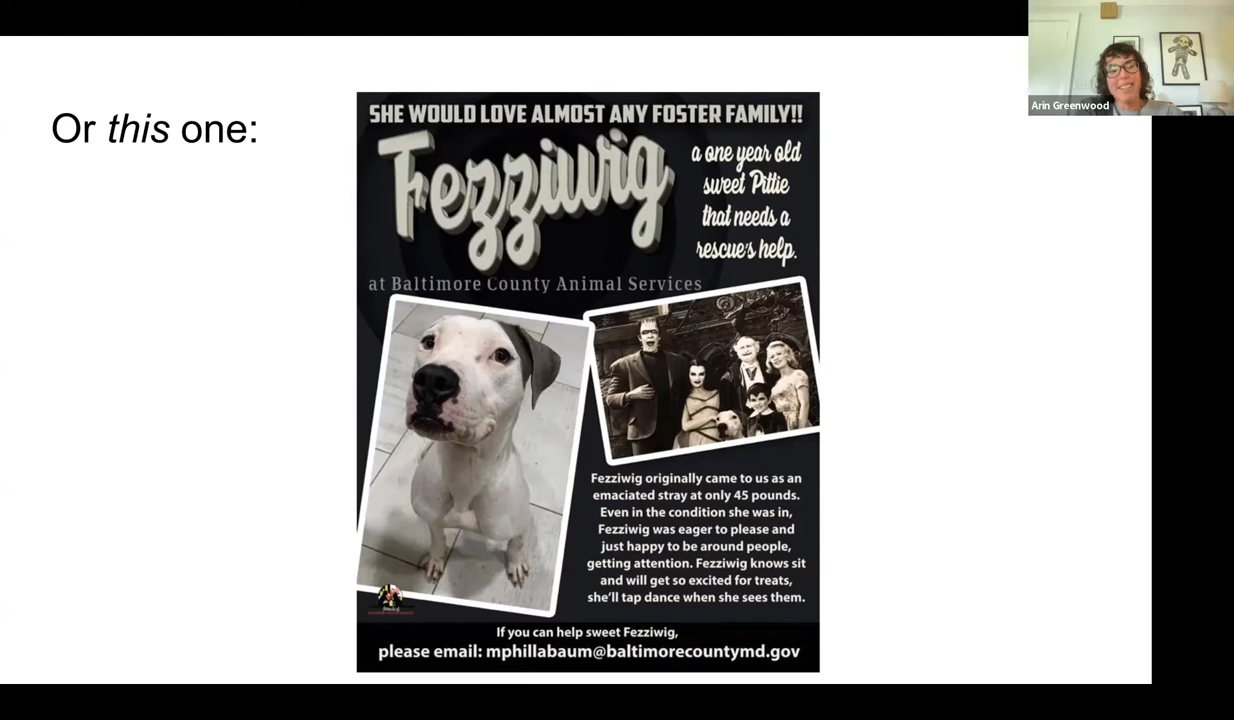 Or this one:
SHE WOULD LOVE ALMOST ANY FOSTER FAMILY!!
Fezziwig
a one year old
sweet Pittie
that needs a
rescue's help.
at Baltimore County Animal Services
Fezziwig originally came to us as an
emaciated stray at only 45 pounds.
Even in the condition she was in,
Fezziwig was eager to please and
just happy to be around people,
getting attention. Fezziwig knows sit
and will get so excited for treats,
she'll tap dance when she sees them.
If you can help sweet Fezziwig,
please email: mphillabaum@baltimorecountymd.gov
Arin Greenwood